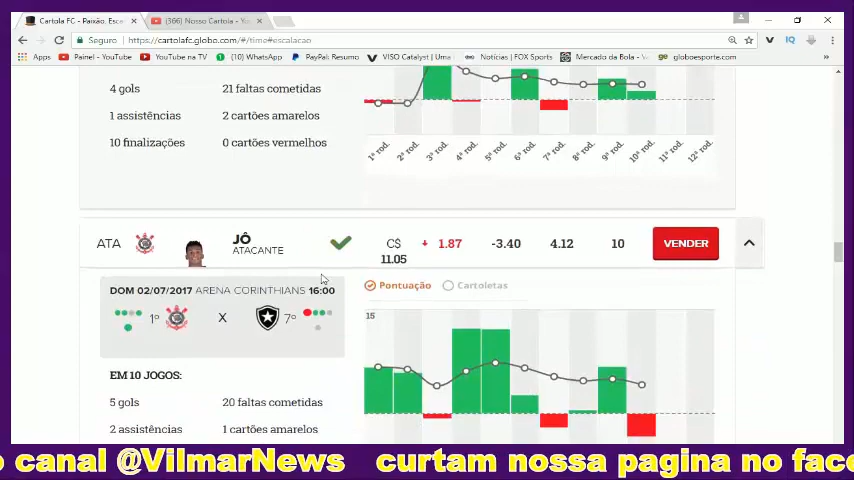 Cartola FC - Paixão, Esca
(366) Nosso Cartola - Yo
Seguro
https://cartolafc.globo.com/#/time#escalacao
Apps
Painel - YouTube
YouTube na TV
(10) WhatsApp
PayPal: Resumo
VISO Catalyst | Uma
Notícias | FOX Sports
Mercado da Bola - V
globoesporte.com
4 gols
21 faltas cometidas
1 assistências
2 cartões amarelos
10 finalizações
0 cartões vermelhos
1ª rod.
2ª rod.
3ª rod.
4ª rod.
5ª rod.
6ª rod.
7ª rod.
8ª rod.
9ª rod.
10ª rod.
11ª rod.
12ª rod.
ATA
JÔ
ATACANTE
C$
11.05
1.87
-3.40
4.12
10
VENDER
DOM 02/07/2017 ARENA CORINTHIANS 16:00
1º
X
7º
Pontuação
Cartoletas
15
EM 10 JOGOS:
5 gols
20 faltas cometidas
2 assistências
1 cartões amarelos
o canal @VilmarNews curtam nossa pagina no face